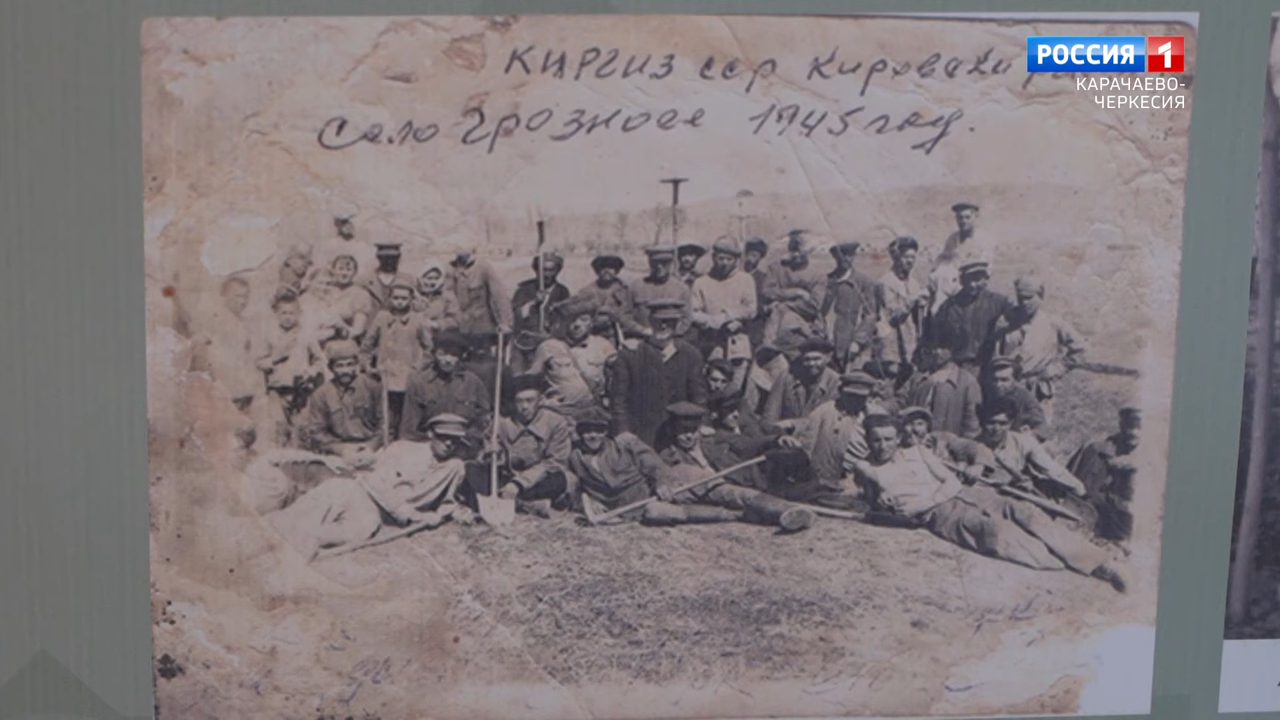 КИРГИЗ сср Кировски
Село Грозное 1945 год.
РОССИЯ 1
КАРАЧАЕВО-
ЧЕРКЕСИЯ